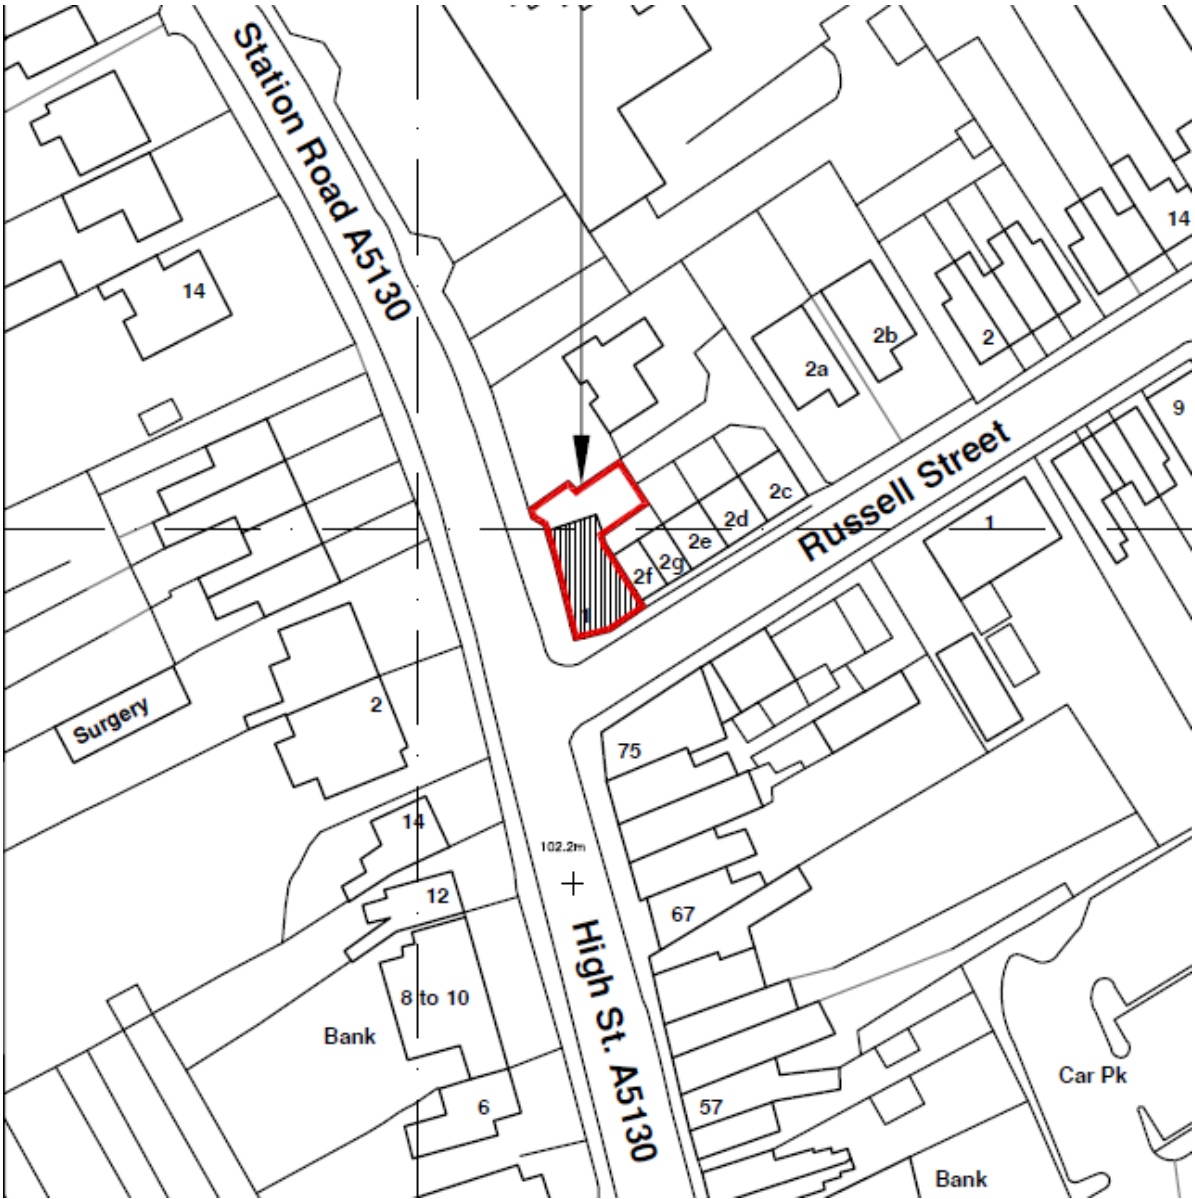 Station Road A5130
14
14
2b
2
2a
9
Russell Street
2c
2d
1
2e
2g
2f
1
2
Surgery
75
14
102.2m
12
67
High St. A5130
8 to 10
Bank
Car Pk
6
57
Bank